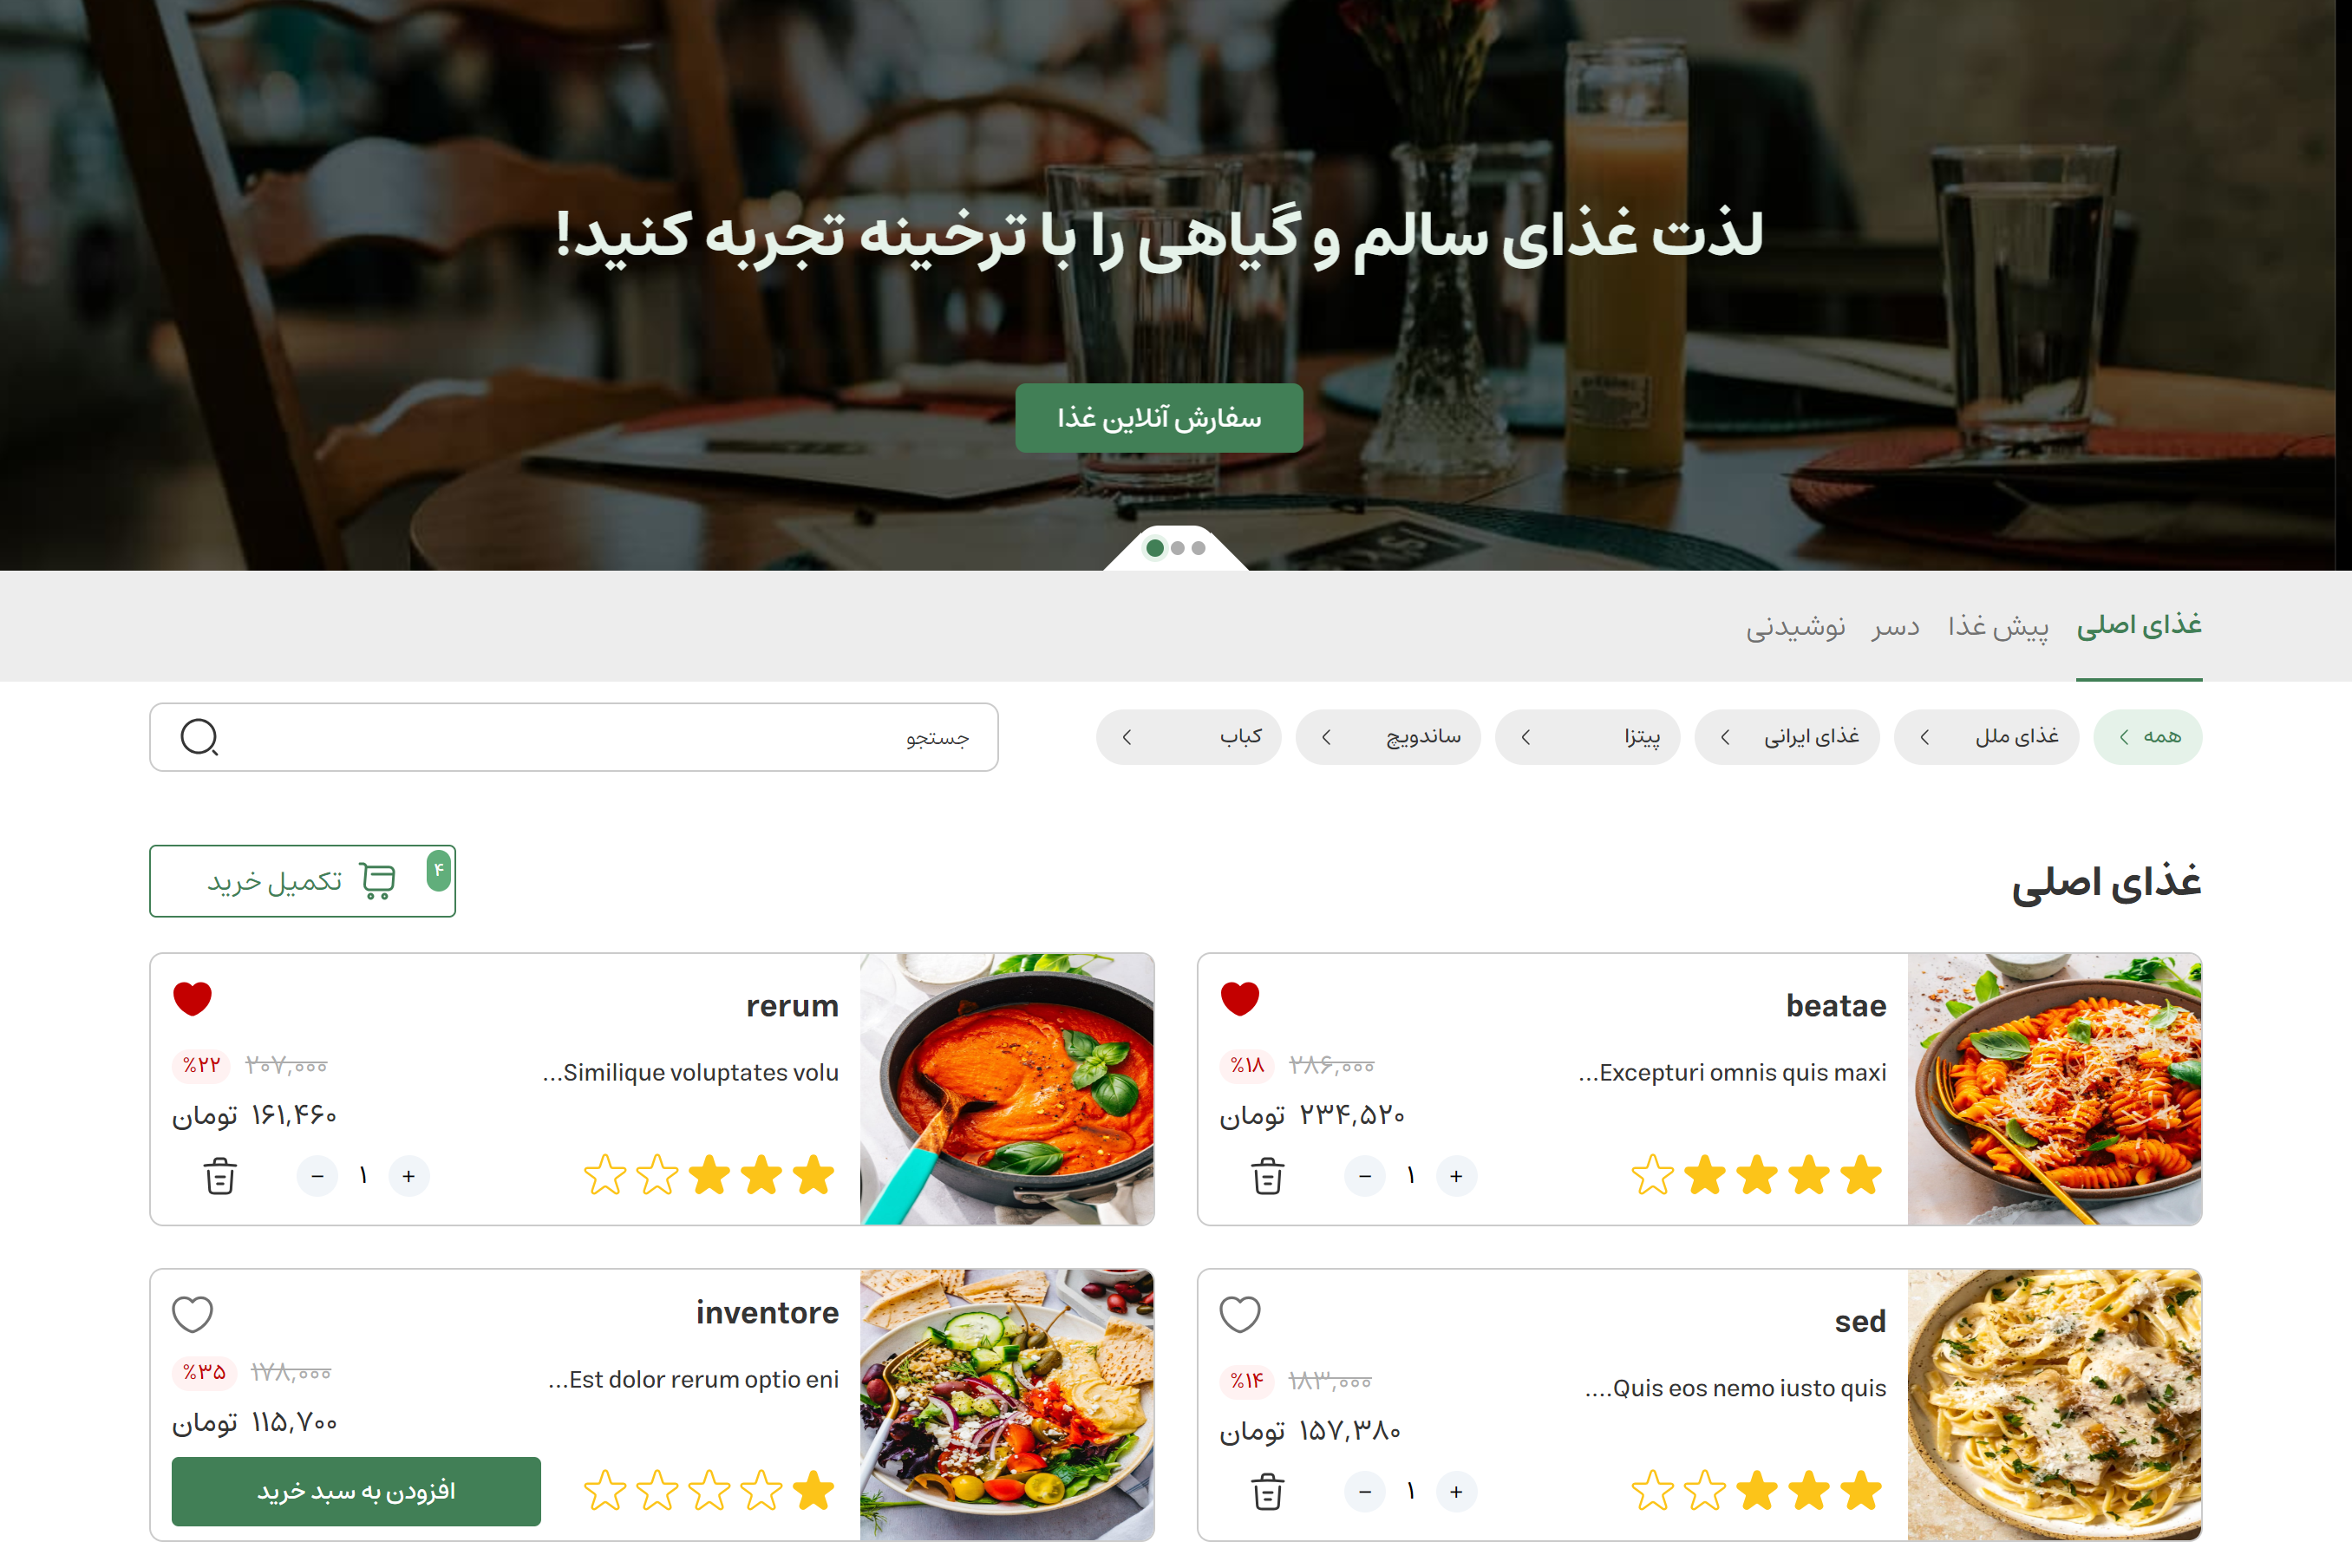 لذت غذای سالم و گیاهی را با ترخینه تجربه کنید!
سفارش آنلاین غذا
غذای اصلی
پیش غذا
دسر
نوشیدنی
همه
غذای ملل
غذای ایرانی
پیتزا
ساندویچ
کباب
جستجو
غذای اصلی
۴
تکمیل خرید
beatae
Excepturi omnis quis maxi...
۲۸۶,۰۰۰
%۱۸
۲۳۴,۵۲۰ تومان
+ ۱ −
rerum
Similique voluptates volu...
۲۰۷,۰۰۰
%۲۲
۱۶۱,۴۶۰ تومان
+ ۱ −
sed
Quis eos nemo iusto quis....
۱۸۳,۰۰۰
%۱۴
۱۵۷,۳۸۰ تومان
+ ۱ −
inventore
Est dolor rerum optio eni...
۱۷۸,۰۰۰
%۳۵
۱۱۵,۷۰۰ تومان
افزودن به سبد خرید